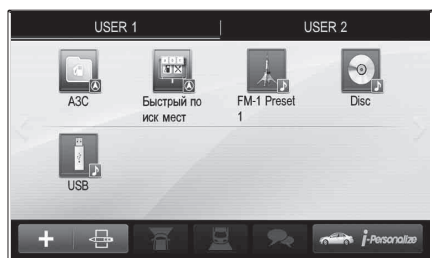 USER 1
USER 2
АЗС
Быстрый по
иск мест
FM-1 Preset
1
Disc
USB
i-Personalize